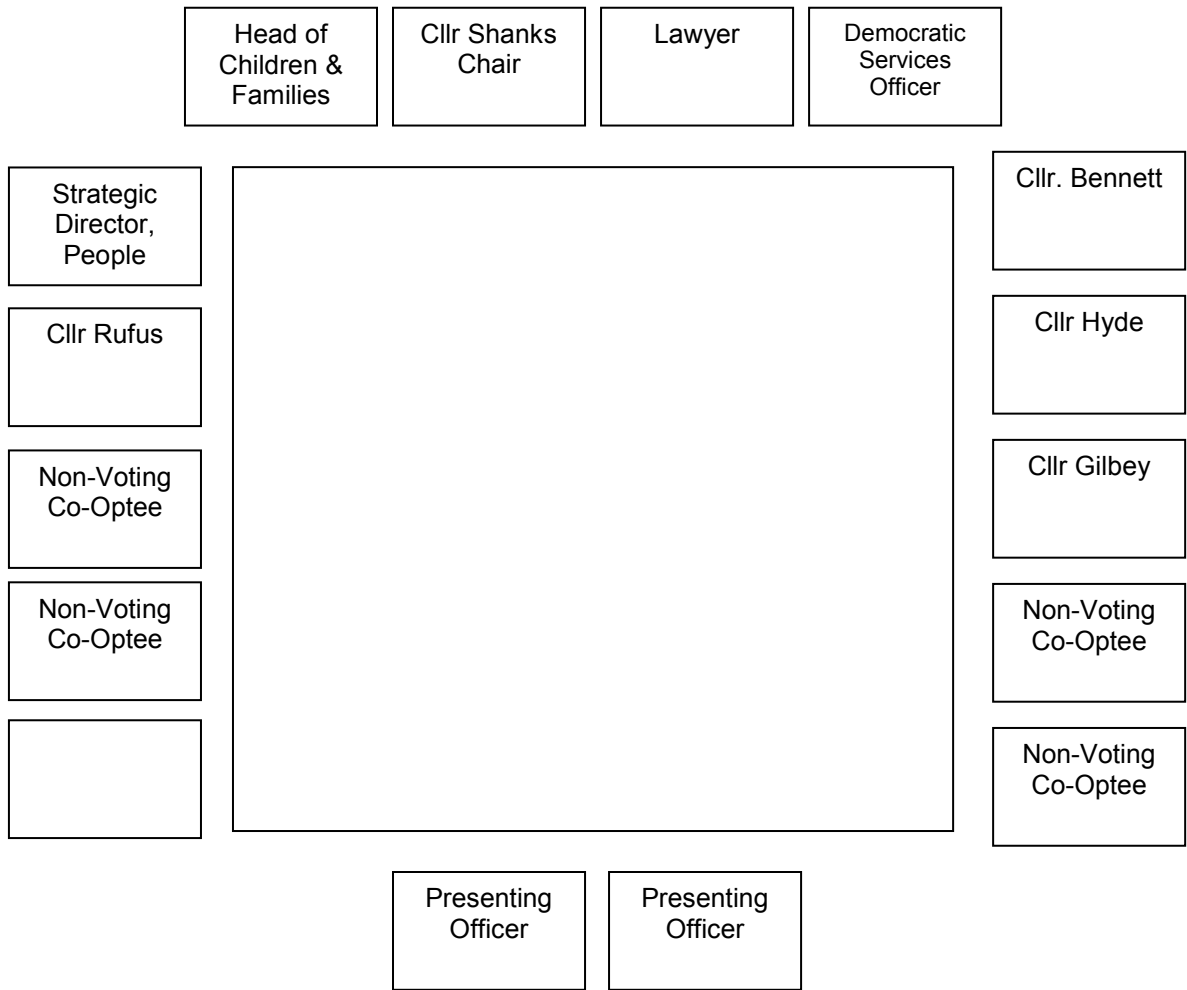 Head of
Children &
Families
Cllr Shanks
Chair
Lawyer
Democratic
Services
Officer
Strategic
Director,
People
Cllr. Bennett
Cllr Rufus
Cllr Hyde
Non-Voting
Co-Optee
Cllr Gilbey
Non-Voting
Co-Optee
Non-Voting
Co-Optee
Non-Voting
Co-Optee
Presenting
Officer
Presenting
Officer